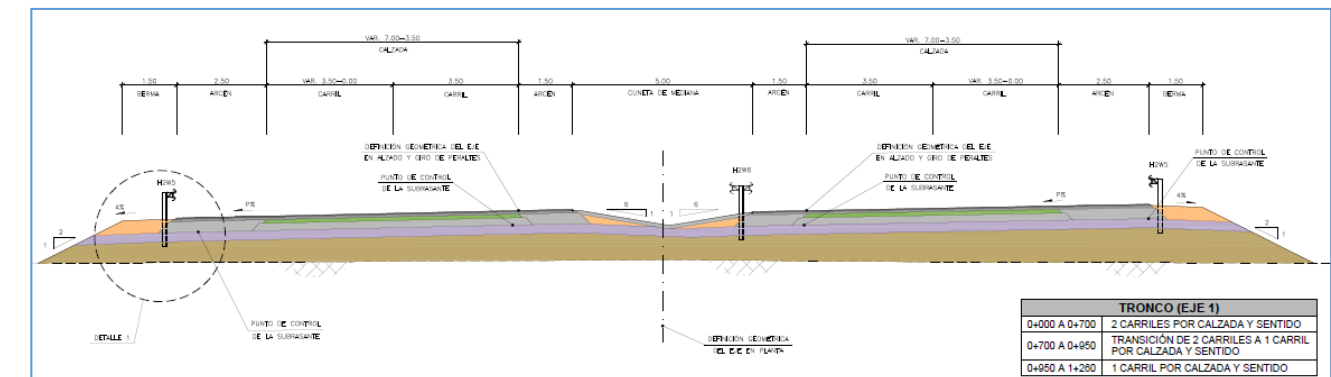 VAR. 7.00–3.50
CALZADA
VAR. 7.00–3.50
CALZADA
1.50
2.50
VAR. 3.50–0.00
3.50
1.50
5.00
1.50
3.50
VAR. 3.50–0.00
2.50
1.50
BERMA
ARCÉN
CARRIL
CARRIL
ARCÉN
CUNETA DE MEDIANA
ARCÉN
CARRIL
CARRIL
ARCÉN
BERMA
DEFINICIÓN GEOMÉTRICA DEL EJE
EN ALZADO Y GIRO DE PERALTES
PUNTO DE CONTROL
DE LA SUBRASANTE
DEFINICIÓN GEOMÉTRICA DEL EJE
EN ALZADO Y GIRO DE PERALTES
PUNTO DE CONTROL
DE LA SUBRASANTE
PUNTO DE CONTROL
DE LA SUBRASANTE
H2W5
H2W6
H2W5
4%
P%
6
1
1
6
P%
4%
2
1
2
1
DETALLE 1
PUNTO DE CONTROL
DE LA SUBRASANTE
DEFINICIÓN GEOMÉTRICA
DEL EJE EN PLANTA
TRONCO (EJE 1)
0+000 A 0+700 2 CARRILES POR CALZADA Y SENTIDO
0+700 A 0+950 TRANSICIÓN DE 2 CARRILES A 1 CARRIL
POR CALZADA Y SENTIDO
0+950 A 1+260 1 CARRIL POR CALZADA Y SENTIDO